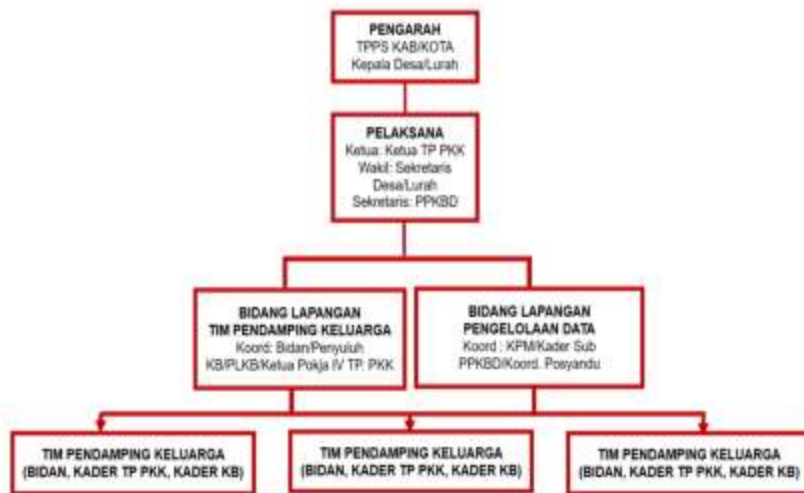 PENGARAH
TPPS KAB/KOTA
Kepala Desa/Lurah
PELAKSANA
Ketua: Ketua TP PKK
Wakil: Sekretaris
Desa/Lurah
Sekretaris: PPKBD
BIDANG LAPANGAN
TIM PENDAMPING KELUARGA
Koord: Bidan/Penyuluh
KB/PLKB/Ketua Pokja IV TP. PKK
BIDANG LAPANGAN
PENGELOLAAN DATA
Koord : KPM/Kader Sub
PPKBD/Koord. Posyandu
TIM PENDAMPING KELUARGA
(BIDAN, KADER TP PKK, KADER KB)
TIM PENDAMPING KELUARGA
(BIDAN, KADER TP PKK, KADER KB)
TIM PENDAMPING KELUARGA
(BIDAN, KADER TP PKK, KADER KB)